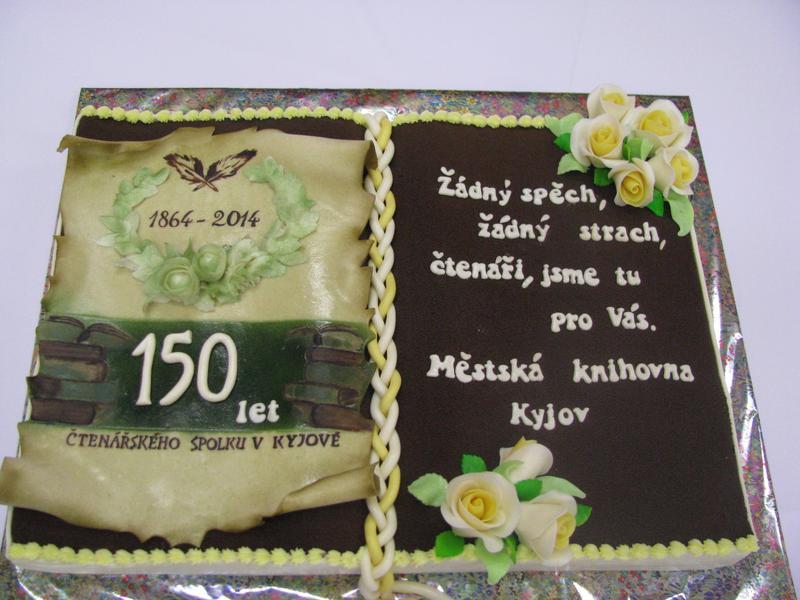 1864 - 2014
150
let
ČTENÁŘSKÉHO SPOLKU V KYJOVĚ
Žádný spěch,
žádný strach,
čtenáři, jsme tu
pro Vás.
Městská knihovna
Kyjov